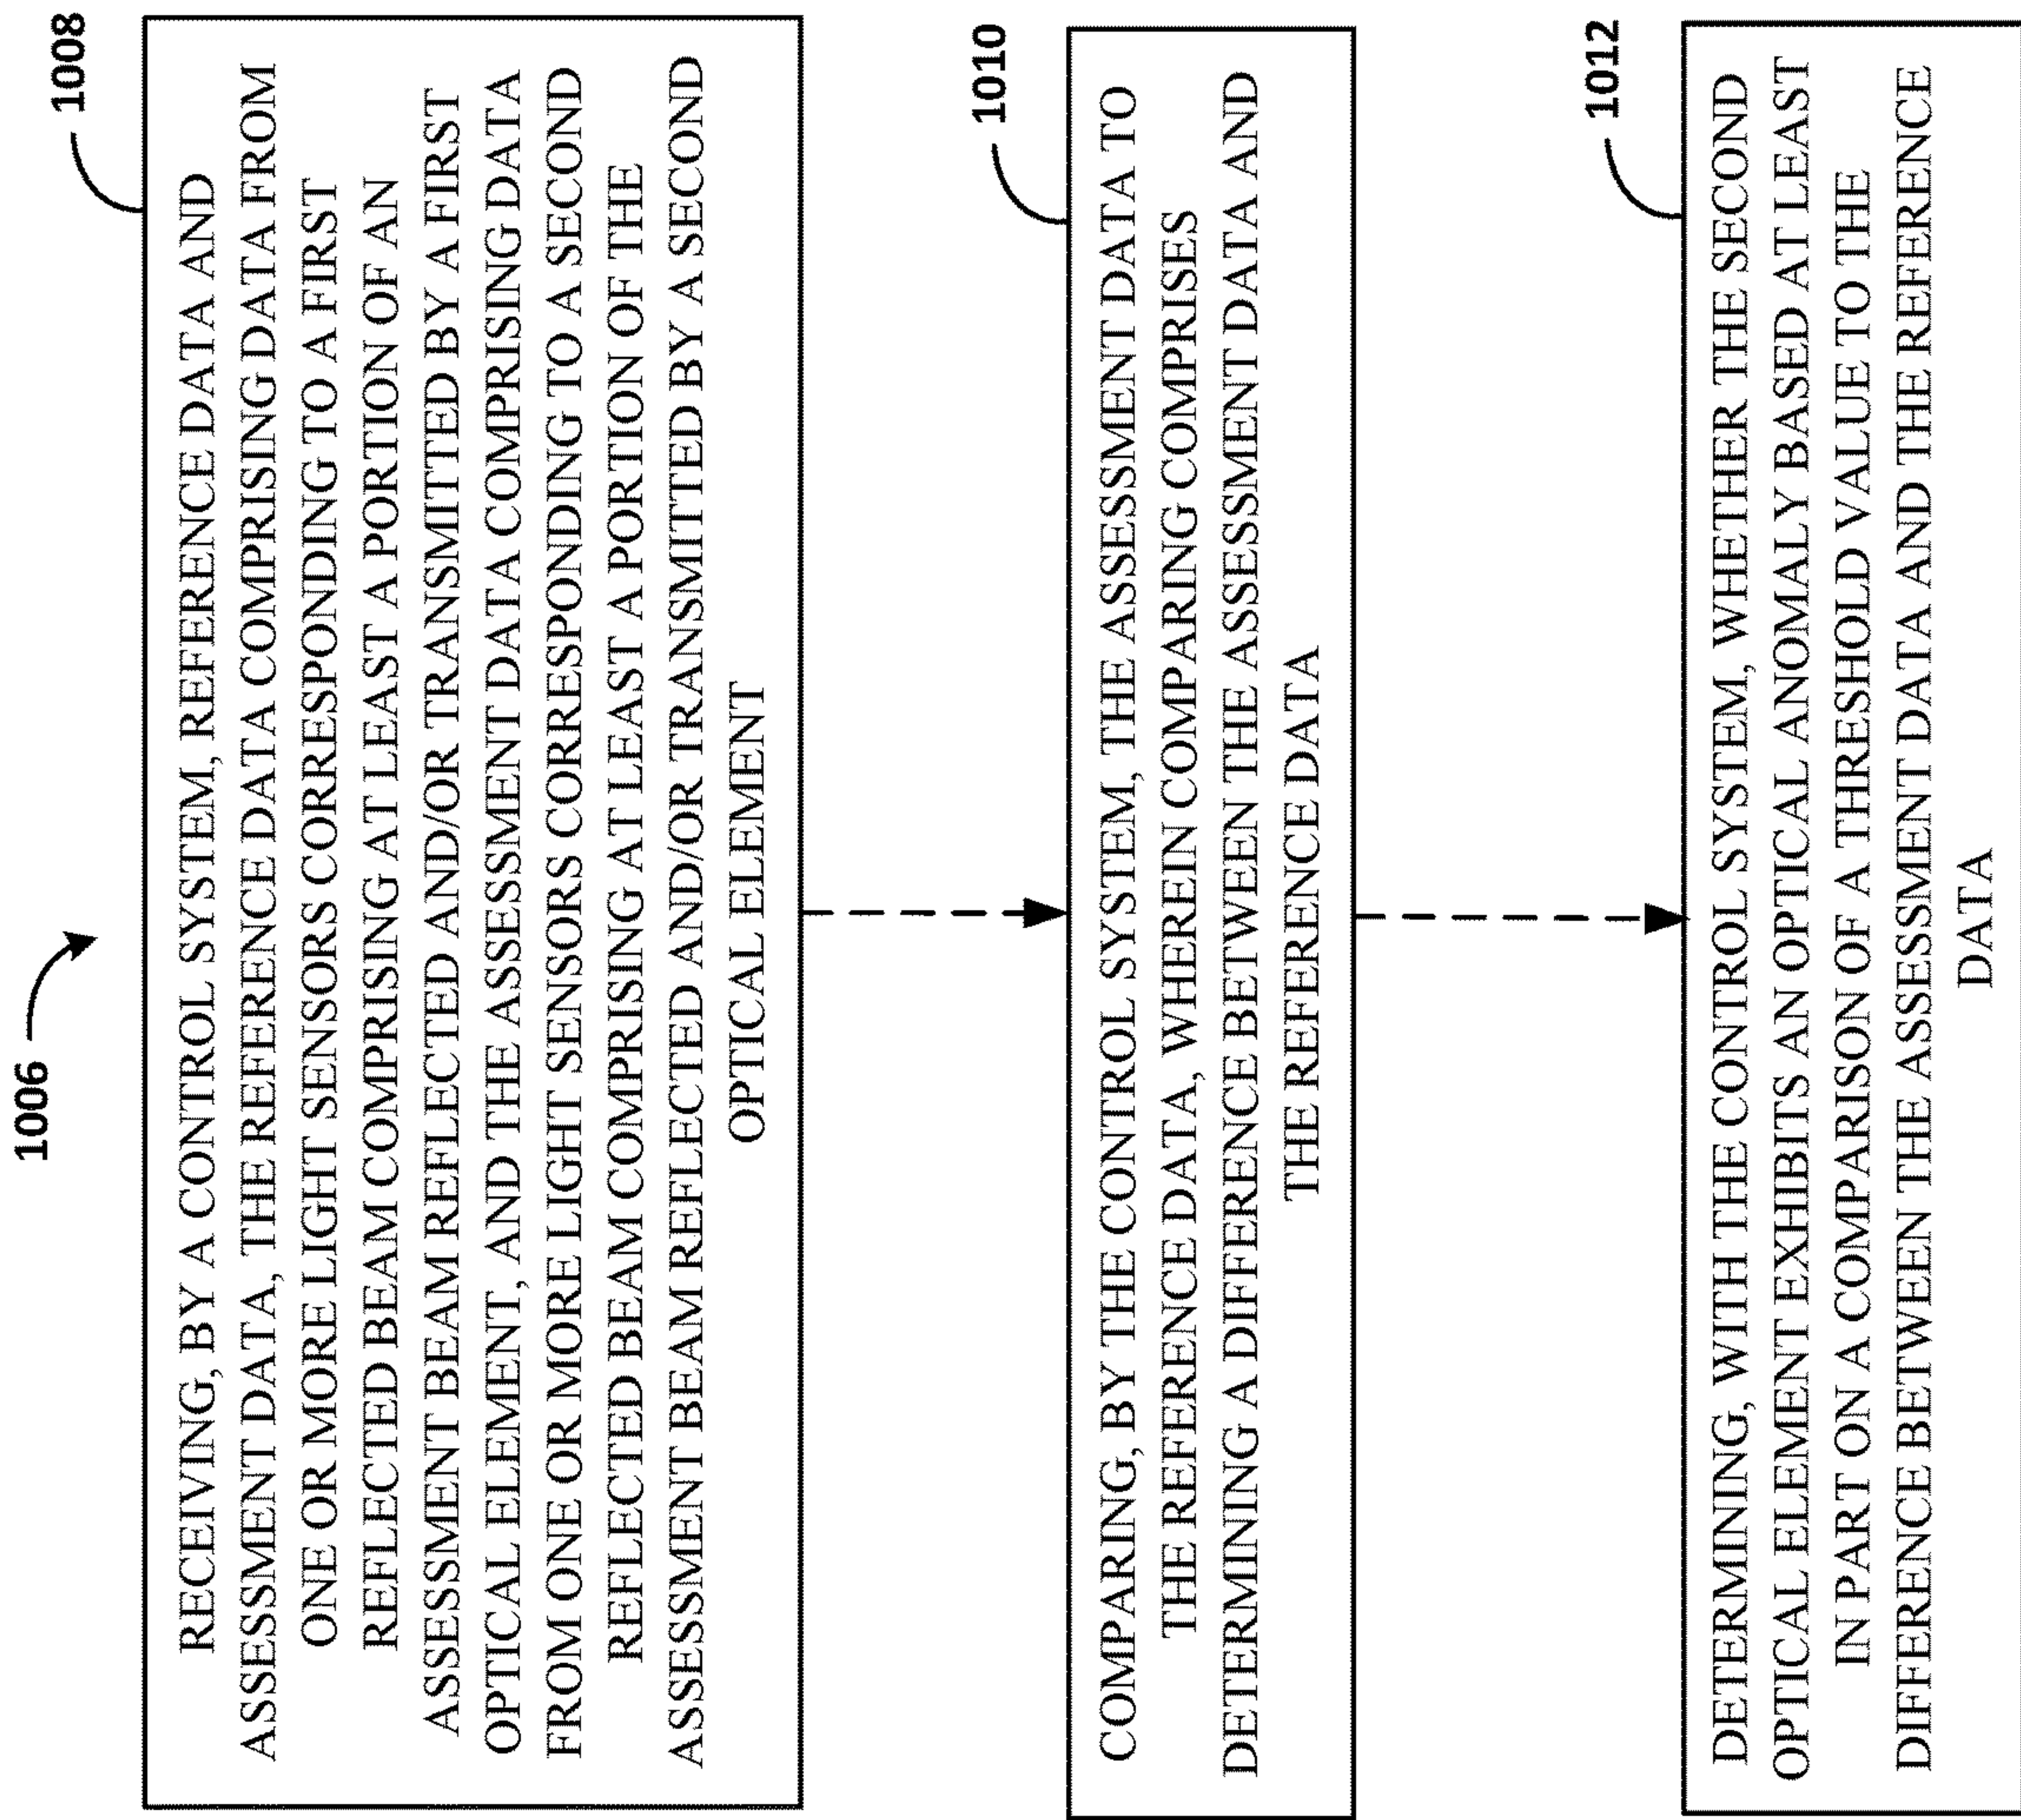 1006
1008
RECEIVING, BY A CONTROL SYSTEM, REFERENCE DATA AND
ASSESSMENT DATA, THE REFERENCE DATA COMPRISING DATA FROM
ONE OR MORE LIGHT SENSORS CORRESPONDING TO A FIRST
REFLECTED BEAM COMPRISING AT LEAST A PORTION OF AN
ASSESSMENT BEAM REFLECTED AND/OR TRANSMITTED BY A FIRST
OPTICAL ELEMENT, AND THE ASSESSMENT DATA COMPRISING DATA
FROM ONE OR MORE LIGHT SENSORS CORRESPONDING TO A SECOND
REFLECTED BEAM COMPRISING AT LEAST A PORTION OF THE
ASSESSMENT BEAM REFLECTED AND/OR TRANSMITTED BY A SECOND
OPTICAL ELEMENT
1010
COMPARING, BY THE CONTROL SYSTEM, THE ASSESSMENT DATA TO
THE REFERENCE DATA, WHEREIN COMPARING COMPRISES
DETERMINING A DIFFERENCE BETWEEN THE ASSESSMENT DATA AND
THE REFERENCE DATA
1012
DETERMINING, WITH THE CONTROL SYSTEM, WHETHER THE SECOND
OPTICAL ELEMENT EXHIBITS AN OPTICAL ANOMALY BASED AT LEAST
IN PART ON A COMPARISON OF A THRESHOLD VALUE TO THE
DIFFERENCE BETWEEN THE ASSESSMENT DATA AND THE REFERENCE
DATA